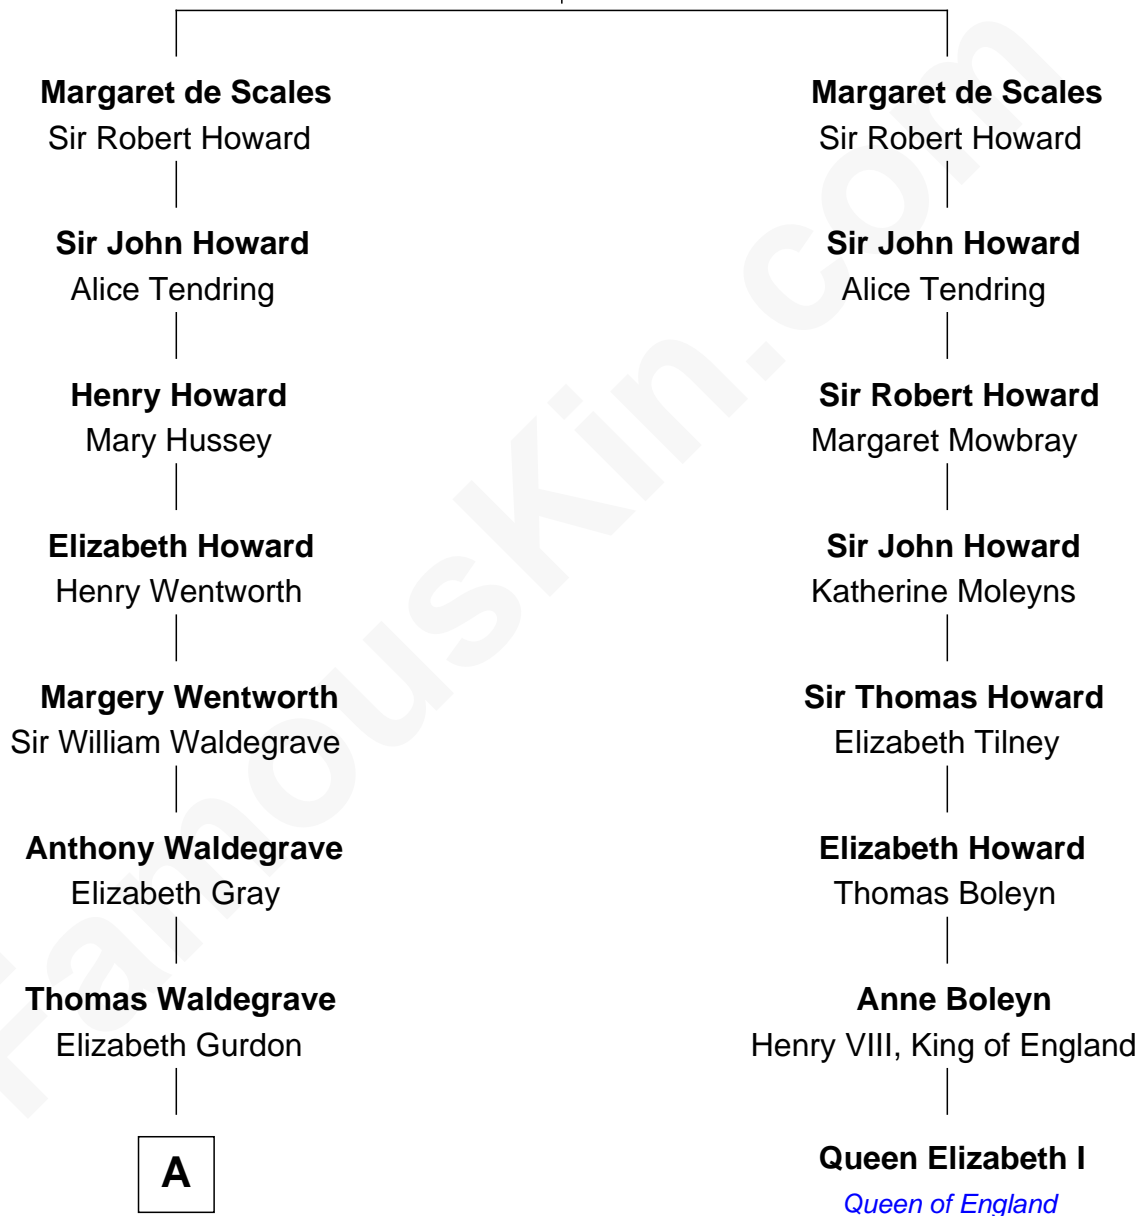 Margaret de Scales
Sir Robert Howard
Sir John Howard
Alice Tendring
Henry Howard
Mary Hussey
Elizabeth Howard
Henry Wentworth
Margery Wentworth
Sir William Waldegrave
Anthony Waldegrave
Elizabeth Gray
Thomas Waldegrave
Elizabeth Gurdon
A
Margaret de Scales
Sir Robert Howard
Sir John Howard
Alice Tendring
Sir Robert Howard
Margaret Mowbray
Sir John Howard
Katherine Moleyns
Sir Thomas Howard
Elizabeth Tilney
Elizabeth Howard
Thomas Boleyn
Anne Boleyn
Henry VIII, King of England
Queen Elizabeth I
Queen of England
FamousKin.com